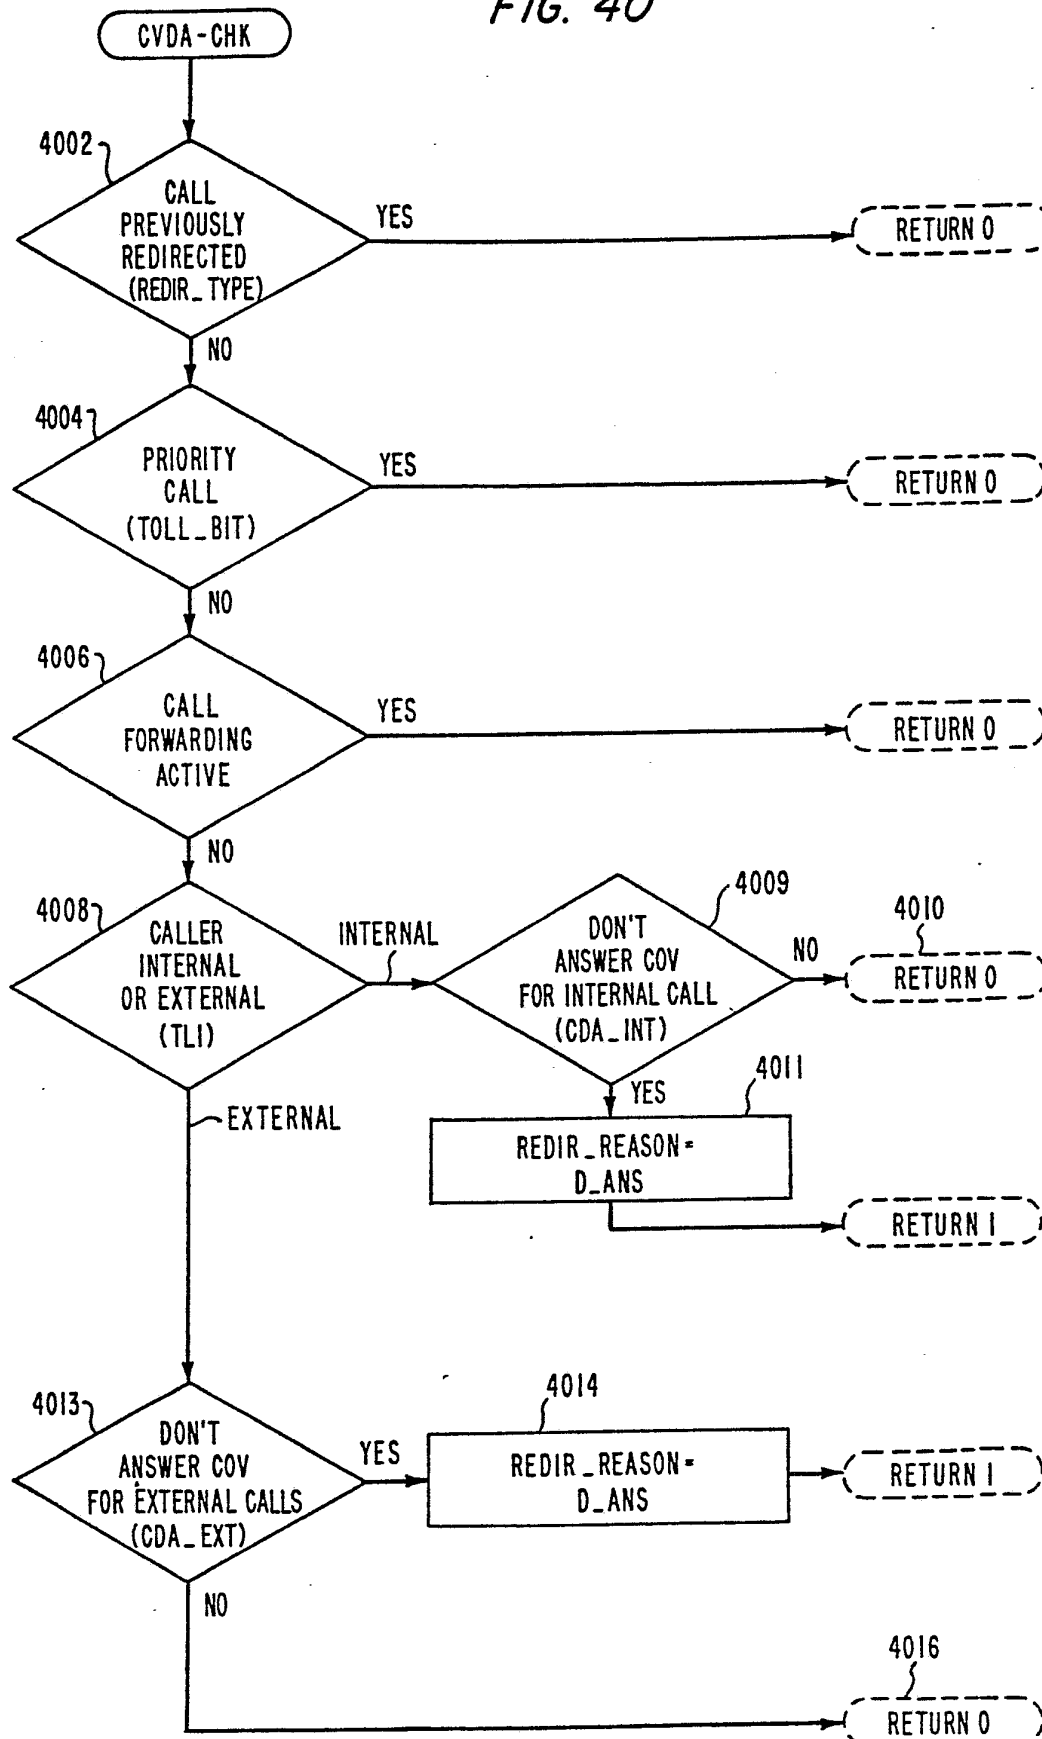 FIG. 40
CVDA-CHK
4002
CALL
PREVIOUSLY
REDIRECTED
(REDIR_TYPE)
YES
RETURN 0
NO
4004
PRIORITY
CALL
(TOLL_BIT)
YES
RETURN 0
NO
4006
CALL
FORWARDING
ACTIVE
YES
RETURN 0
NO
4008
CALLER
INTERNAL
OR EXTERNAL
(TLI)
INTERNAL
4009
DON'T
ANSWER COV
FOR INTERNAL CALL
(CDA_INT)
NO
4010
RETURN 0
YES
4011
REDIR_REASON=
D_ANS
RETURN 1
EXTERNAL
4013
DON'T
ANSWER COV
FOR EXTERNAL CALLS
(CDA_EXT)
YES
4014
REDIR_REASON=
D_ANS
RETURN 1
NO
4016
RETURN 0